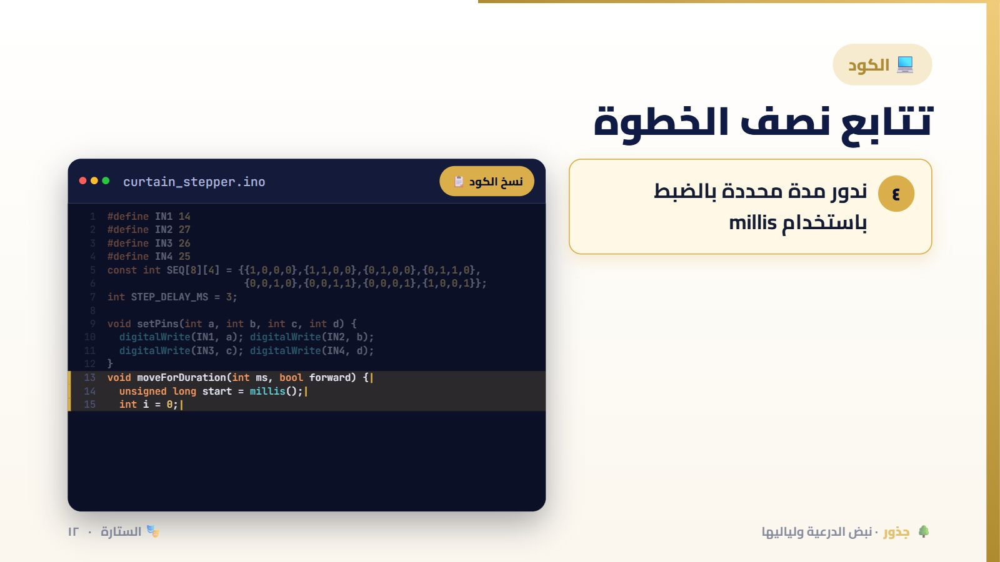 الكود
تتابع نصف الخطوة
٤
ندور مدة محددة بالضبط
باستخدام millis
curtain_stepper.ino
نسخ الكود
1 #define IN1 14
2 #define IN2 27
3 #define IN3 26
4 #define IN4 25
5 const int SEQ[8][4] = {{1,0,0,0},{1,1,0,0},{0,1,0,0},{0,1,1,0},
6 {0,0,1,0},{0,0,1,1},{0,0,0,1},{1,0,0,1}};
7 int STEP_DELAY_MS = 3;
8
9 void setPins(int a, int b, int c, int d) {
10 digitalWrite(IN1, a); digitalWrite(IN2, b);
11 digitalWrite(IN3, c); digitalWrite(IN4, d);
12 }
13 void moveForDuration(int ms, bool forward) {
14 unsigned long start = millis();
15 int i = 0;
جذور · نبض الدرعية ولياليها
الستارة · ١٢